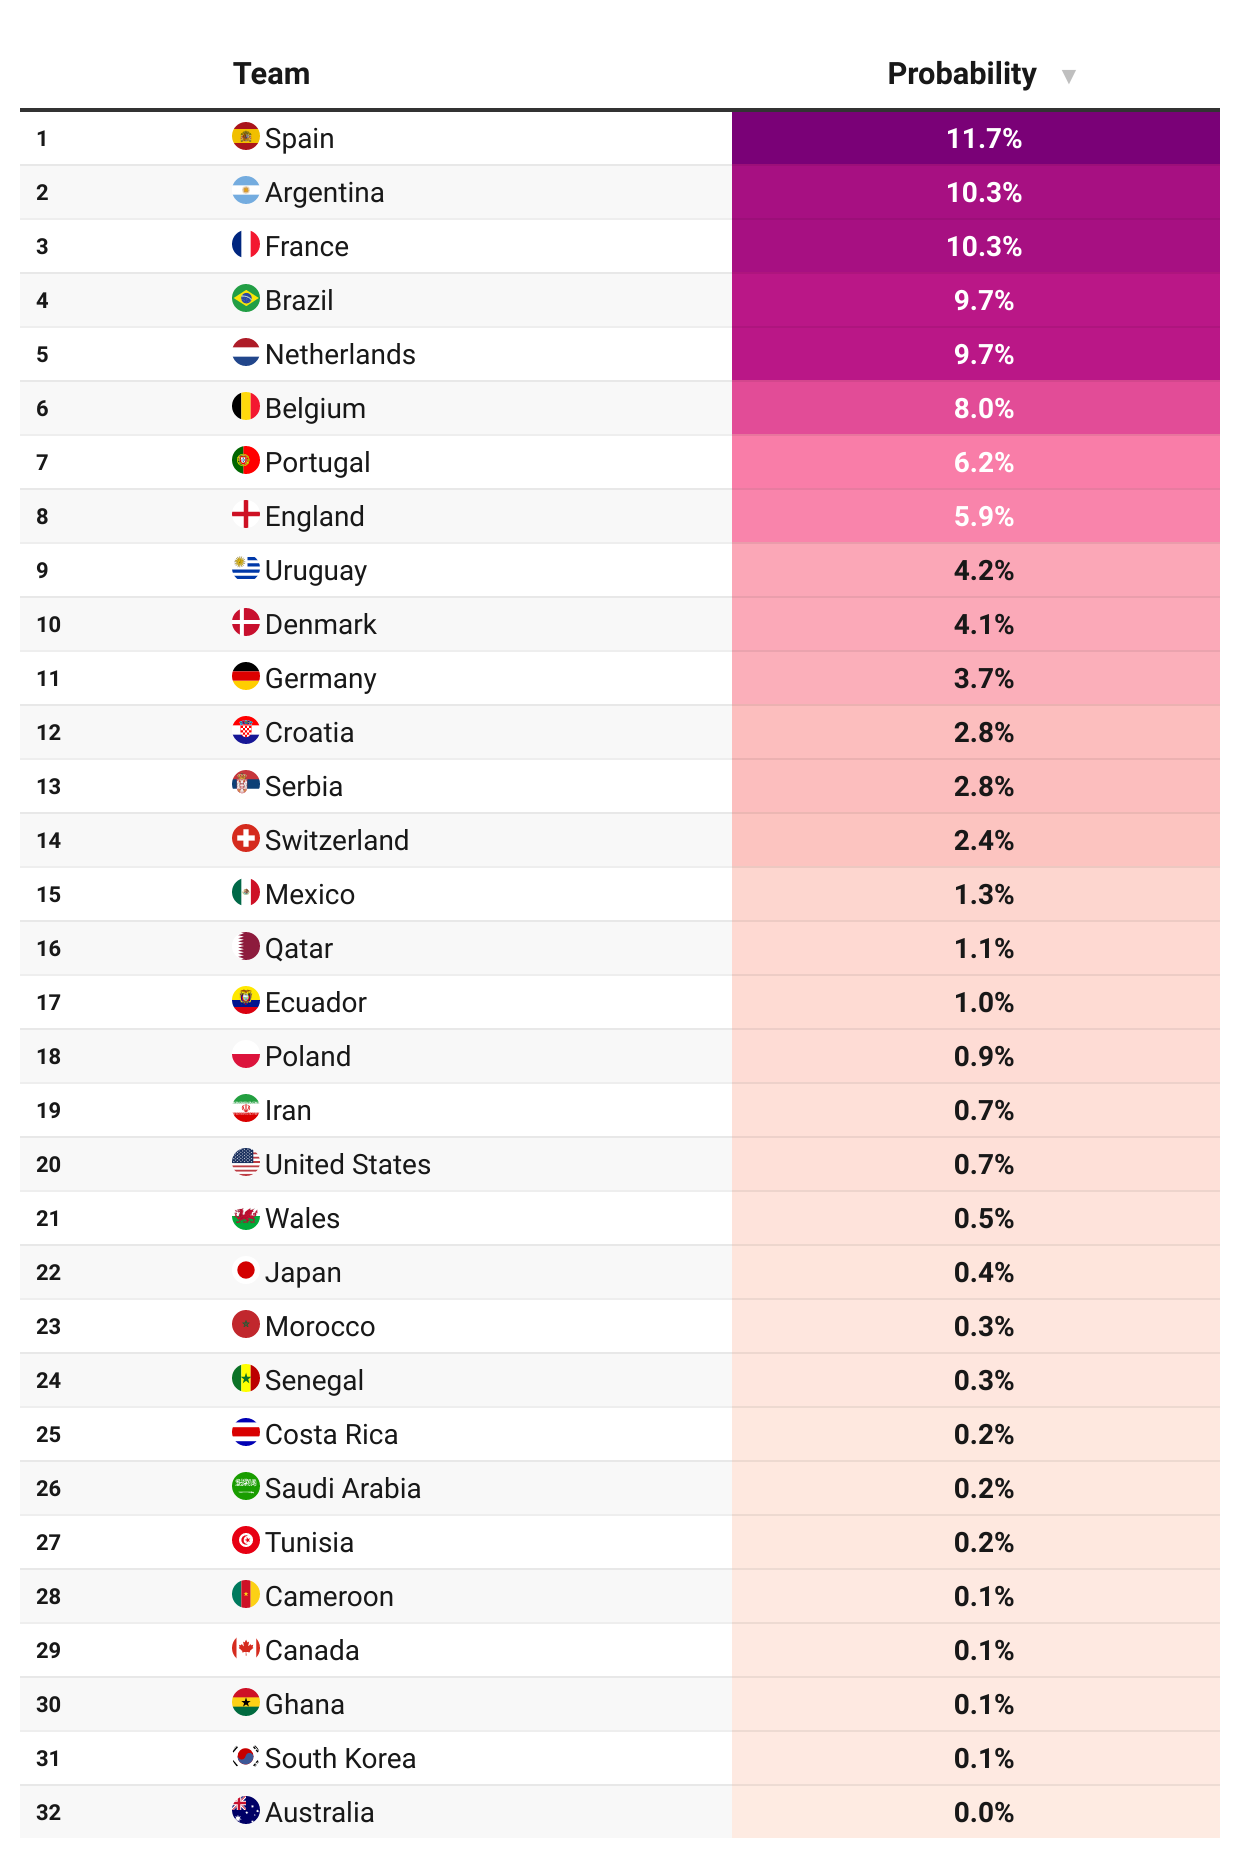 Team Probability ▼
1 Spain 11.7%
2 Argentina 10.3%
3 France 10.3%
4 Brazil 9.7%
5 Netherlands 9.7%
6 Belgium 8.0%
7 Portugal 6.2%
8 England 5.9%
9 Uruguay 4.2%
10 Denmark 4.1%
11 Germany 3.7%
12 Croatia 2.8%
13 Serbia 2.8%
14 Switzerland 2.4%
15 Mexico 1.3%
16 Qatar 1.1%
17 Ecuador 1.0%
18 Poland 0.9%
19 Iran 0.7%
20 United States 0.7%
21 Wales 0.5%
22 Japan 0.4%
23 Morocco 0.3%
24 Senegal 0.3%
25 Costa Rica 0.2%
26 Saudi Arabia 0.2%
27 Tunisia 0.2%
28 Cameroon 0.1%
29 Canada 0.1%
30 Ghana 0.1%
31 South Korea 0.1%
32 Australia 0.0%